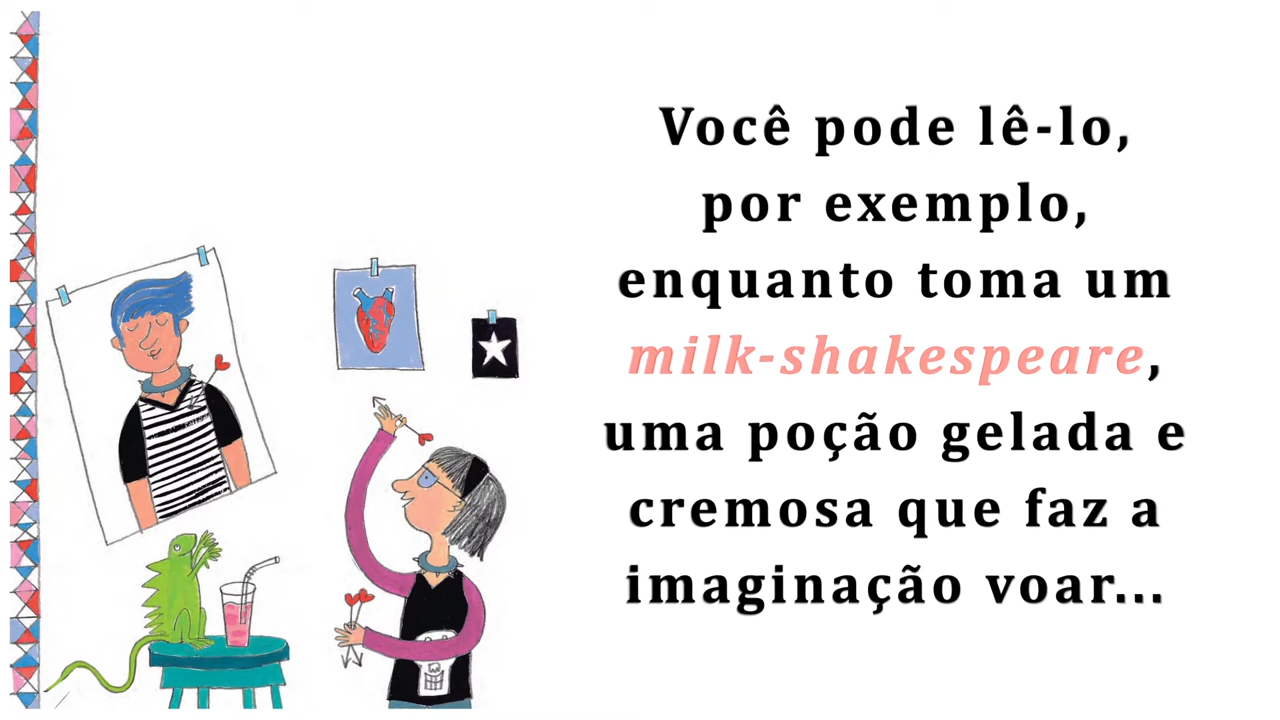 Você pode lê-lo,
por exemplo,
enquanto toma um
milk-shakespeare,
uma poção gelada e
cremosa que faz a
imaginação voar...